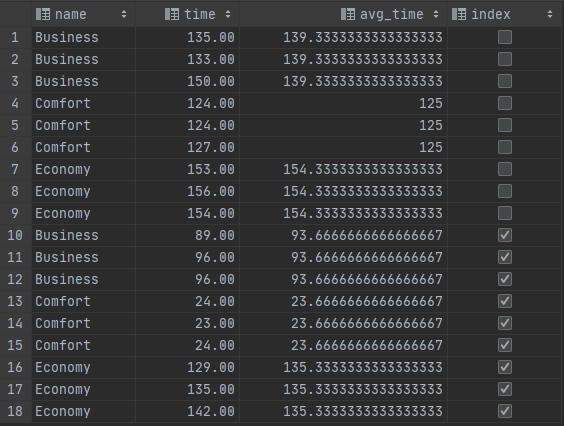 name time avg_time index
1 Business 135.00 139.3333333333333333
2 Business 133.00 139.3333333333333333
3 Business 150.00 139.3333333333333333
4 Comfort 124.00 125
5 Comfort 124.00 125
6 Comfort 127.00 125
7 Economy 153.00 154.3333333333333333
8 Economy 156.00 154.3333333333333333
9 Economy 154.00 154.3333333333333333
10 Business 89.00 93.6666666666666667
11 Business 96.00 93.6666666666666667
12 Business 96.00 93.6666666666666667
13 Comfort 24.00 23.6666666666666667
14 Comfort 23.00 23.6666666666666667
15 Comfort 24.00 23.6666666666666667
16 Economy 129.00 135.3333333333333333
17 Economy 135.00 135.3333333333333333
18 Economy 142.00 135.3333333333333333